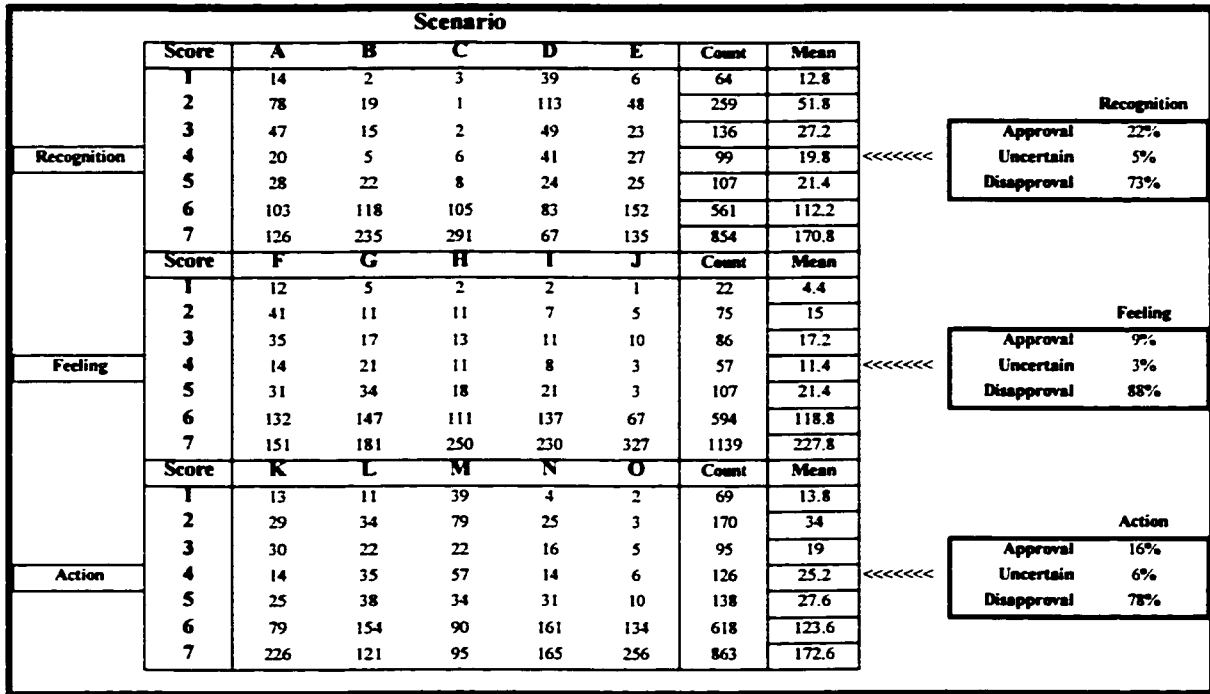 Scenario
Score A B C D E Count Mean
1 14 2 3 39 6 64 12.8
2 78 19 1 113 48 259 51.8 Recognition
3 47 15 2 49 23 136 27.2 Approval 22%
Recognition 4 20 5 6 41 27 99 19.8 <<<<<<< Uncertain 5%
5 28 22 8 24 25 107 21.4 Disapproval 73%
6 103 118 105 83 152 561 112.2
7 126 235 291 67 135 854 170.8
Score F G H I J Count Mean
1 12 5 2 2 1 22 4.4
2 41 11 11 7 5 75 15 Feeling
3 35 17 13 11 10 86 17.2 Approval 9%
Feeling 4 14 21 11 8 3 57 11.4 <<<<<<< Uncertain 3%
5 31 34 18 21 3 107 21.4 Disapproval 88%
6 132 147 111 137 67 594 118.8
7 151 181 250 230 327 1139 227.8
Score K L M N O Count Mean
1 13 11 39 4 2 69 13.8
2 29 34 79 25 3 170 34 Action
3 30 22 22 16 5 95 19 Approval 16%
Action 4 14 35 57 14 6 126 25.2 <<<<<<< Uncertain 6%
5 25 38 34 31 10 138 27.6 Disapproval 78%
6 79 154 90 161 134 618 123.6
7 226 121 95 165 256 863 172.6